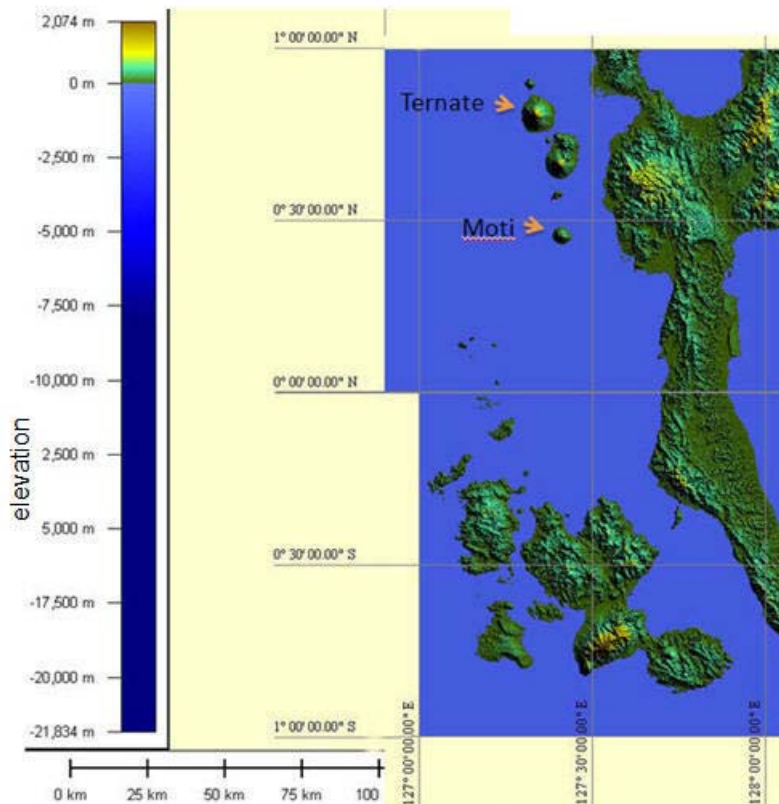 2,074 m
0 m
-2,500 m
-5,000 m
-7,500 m
-10,000 m
2,500 m
5,000 m
-17,500 m
-20,000 m
-21,834 m
elevation
0 km
25 km
50 km
75 km
100
1° 00' 00.00" N
Ternate
0° 30' 00.00" N
Moti
0° 00' 00.00" N
0° 30' 00.00" S
1° 00' 00.00" S
127° 00' 00.00" E
127° 30' 00.00" E
128° 00' 00.00" E